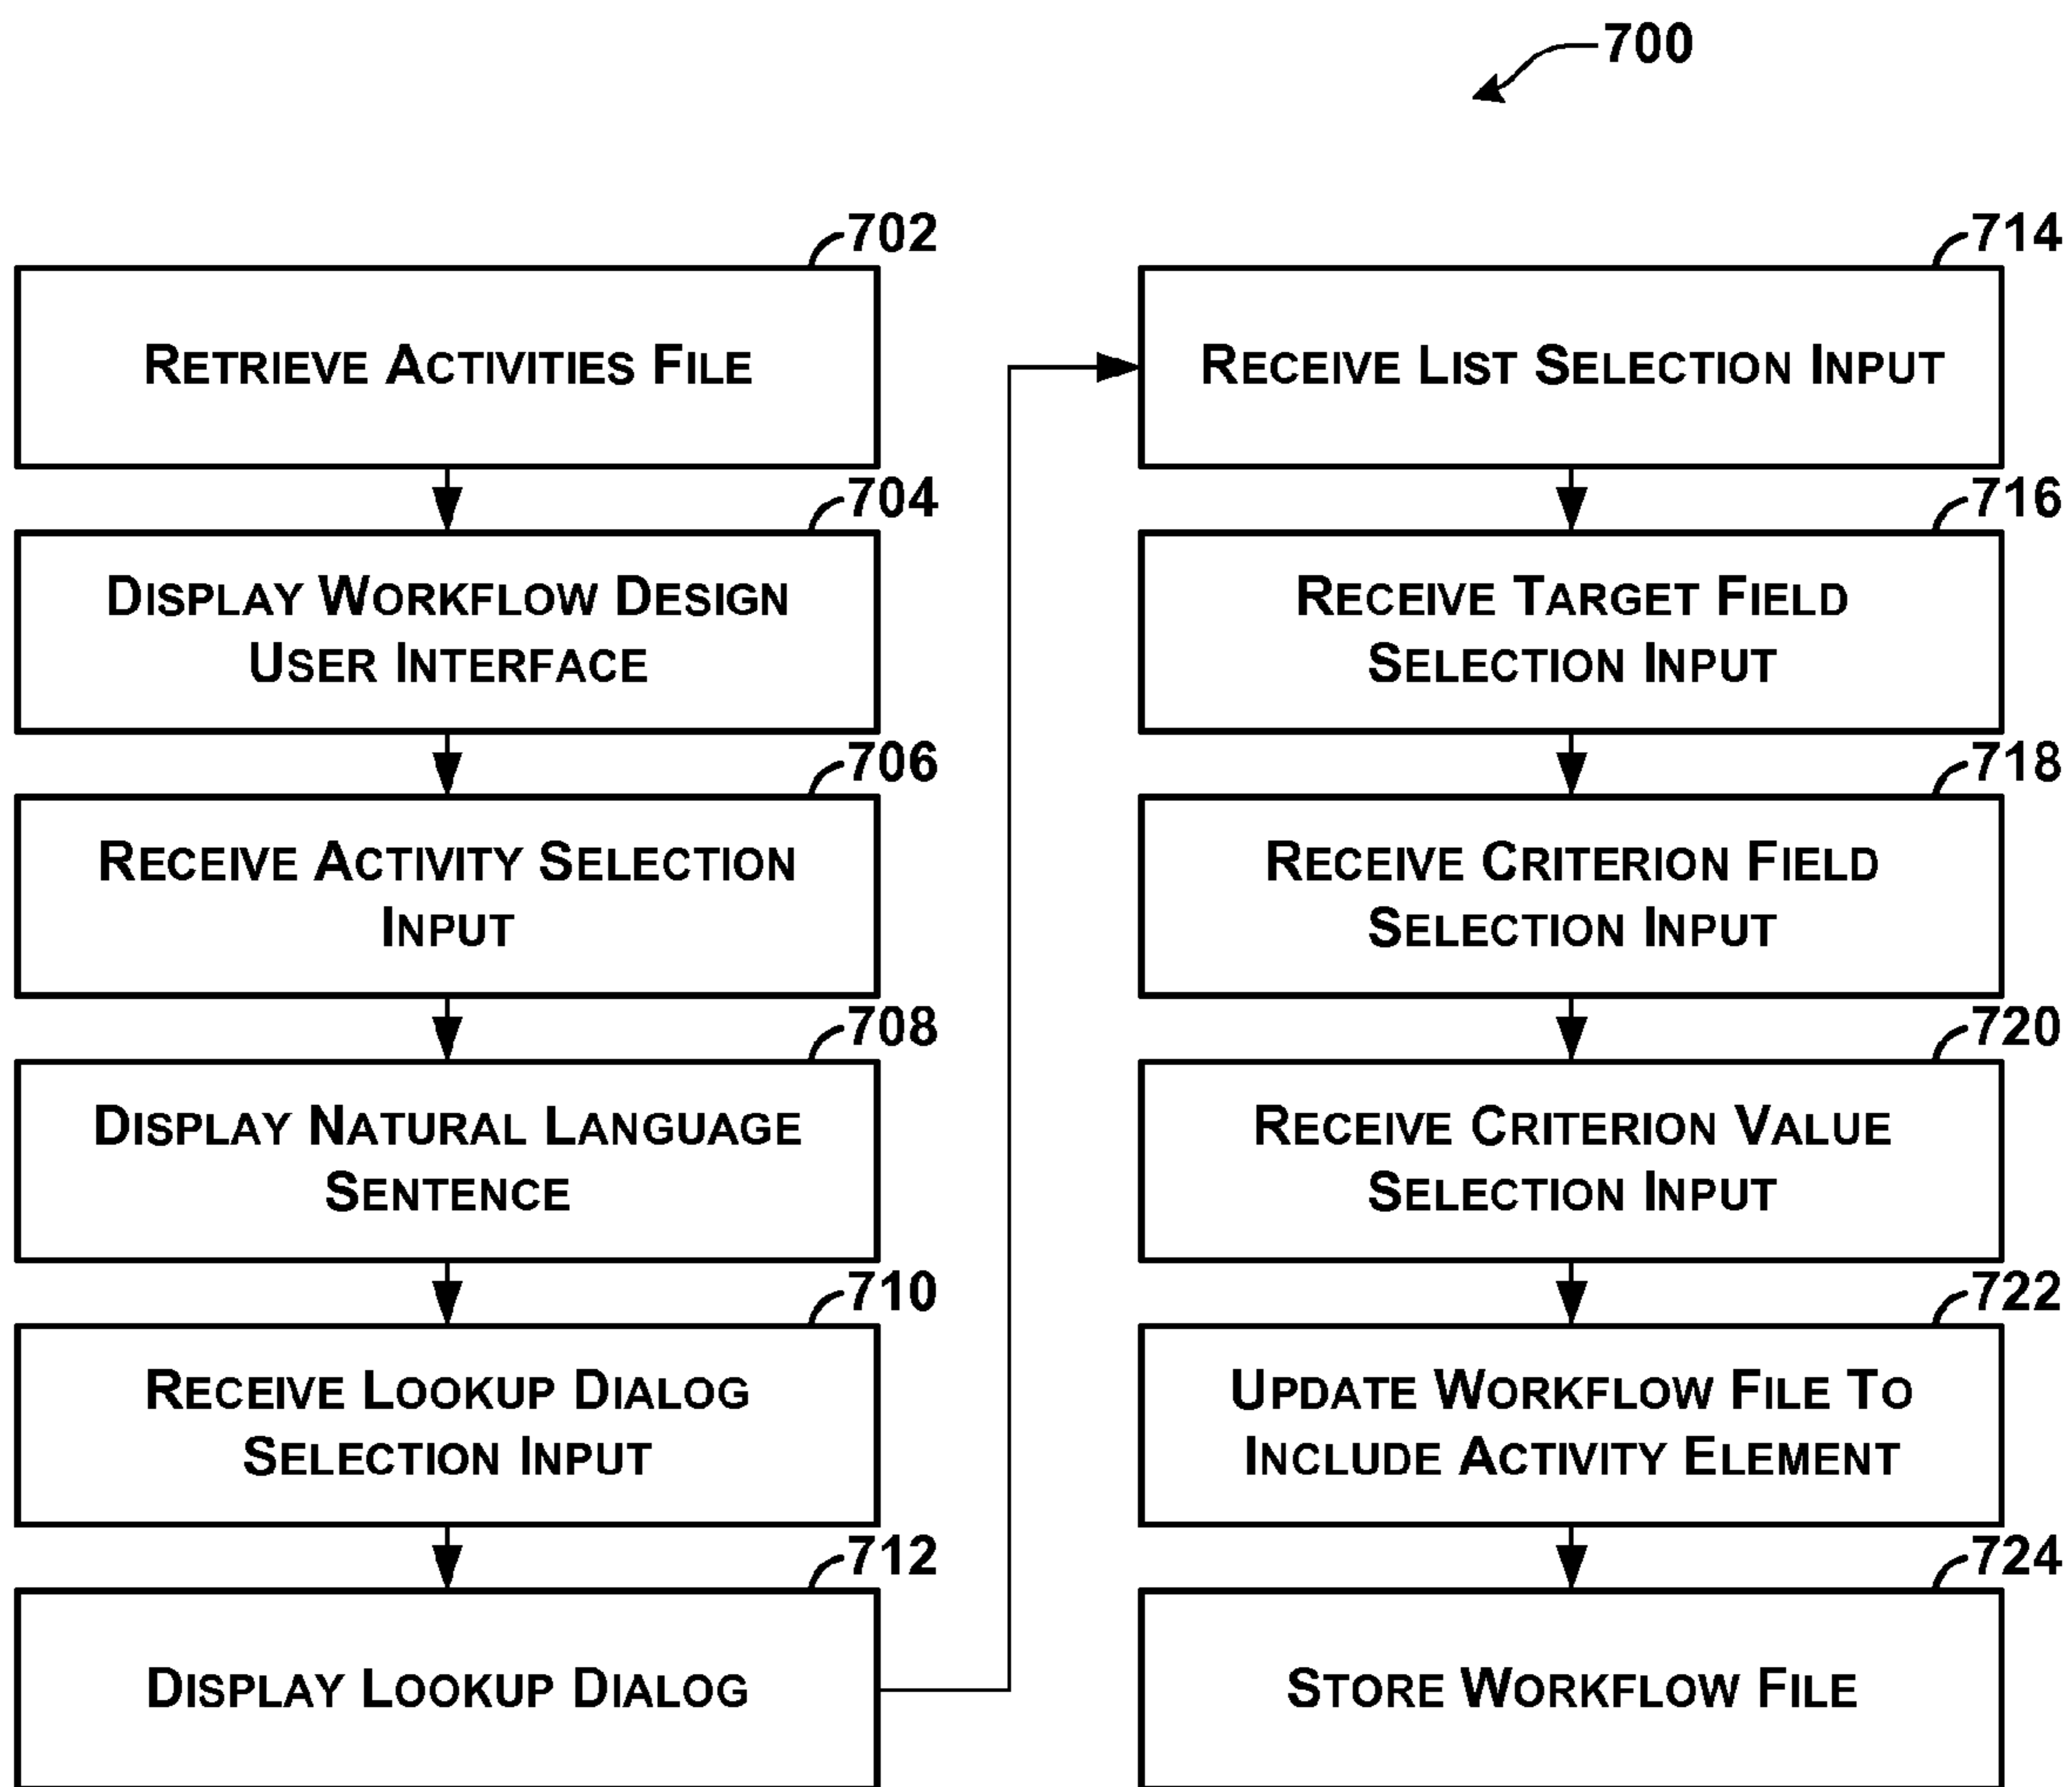 700
702
RETRIEVE ACTIVITIES FILE
704
DISPLAY WORKFLOW DESIGN
USER INTERFACE
706
RECEIVE ACTIVITY SELECTION
INPUT
708
DISPLAY NATURAL LANGUAGE
SENTENCE
710
RECEIVE LOOKUP DIALOG
SELECTION INPUT
712
DISPLAY LOOKUP DIALOG
714
RECEIVE LIST SELECTION INPUT
716
RECEIVE TARGET FIELD
SELECTION INPUT
718
RECEIVE CRITERION FIELD
SELECTION INPUT
720
RECEIVE CRITERION VALUE
SELECTION INPUT
722
UPDATE WORKFLOW FILE TO
INCLUDE ACTIVITY ELEMENT
724
STORE WORKFLOW FILE